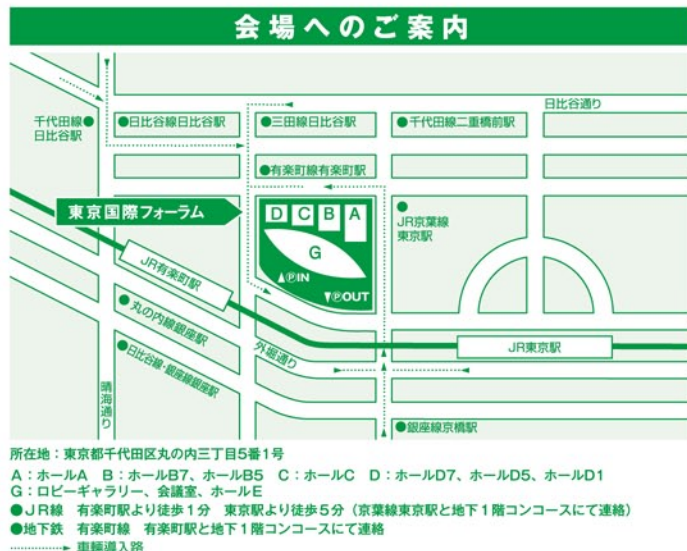 会場へのご案内
日比谷通り
千代田線●
日比谷駅
●日比谷線日比谷駅
●三田線日比谷駅
●千代田線二重橋前駅
●有楽町線有楽町駅
東京国際フォーラム
D C B A
G
▲ⓅIN
▼ⓅOUT
●
JR京葉線
東京駅
JR有楽町駅
●丸の内線銀座駅
●日比谷線・銀座線銀座駅
外堀通り
JR東京駅
晴海通り
●銀座線京橋駅
所在地：東京都千代田区丸の内三丁目5番1号
A：ホールA B：ホールB7、ホールB5 C：ホールC D：ホールD7、ホールD5、ホールD1
G：ロビーギャラリー、会議室、ホールE
●JR線 有楽町駅より徒歩1分 東京駅より徒歩5分（京葉線東京駅と地下1階コンコースにて連絡）
●地下鉄 有楽町線 有楽町駅と地下1階コンコースにて連絡
車輌導入路